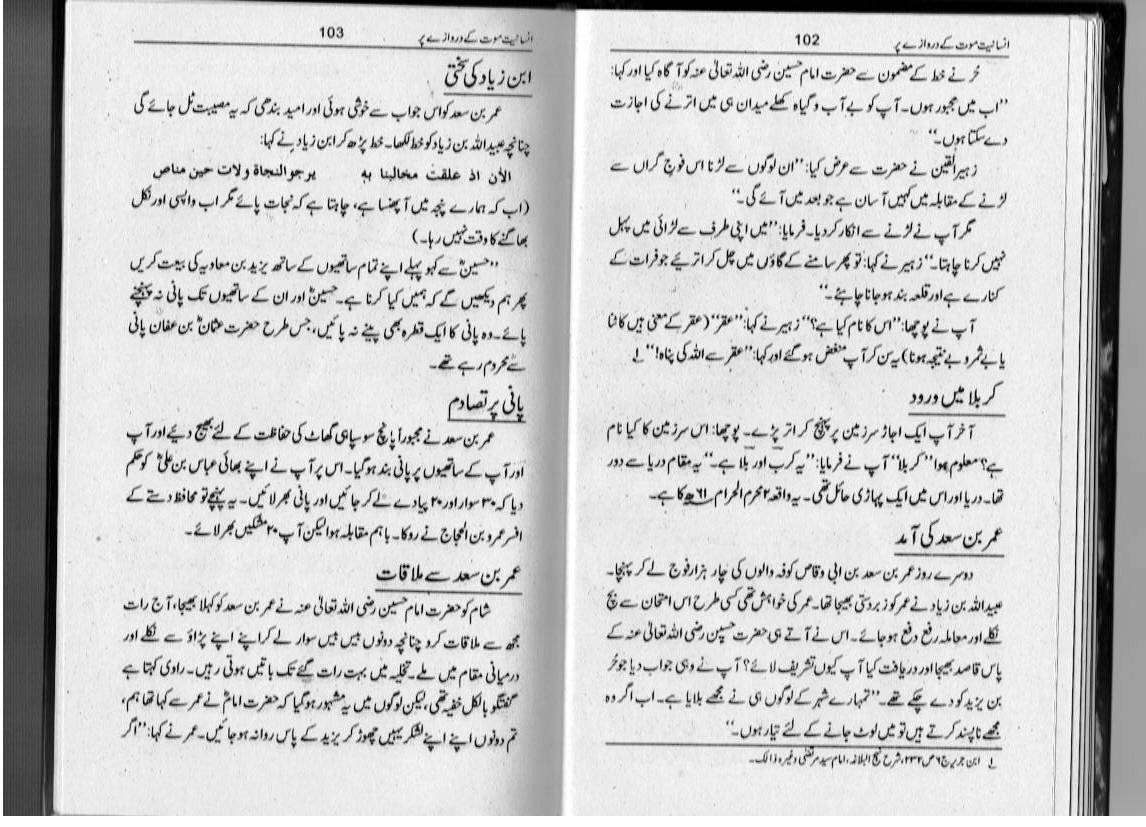 انسانیت موت کے دروازے پر 102
حُر نے خط کے مضمون سے حضرت امام حسین رضی اللہ تعالیٰ عنہ کو آگاہ کیا اور کہا:
"اب میں مجبور ہوں۔ آپ کو بے آب و گیاہ کھلے میدان ہی میں اترنے کی اجازت
دے سکتا ہوں۔"
زہیر القین نے حضرت سے عرض کیا: "ان لوگوں سے لڑنا اس فوج گراں سے
لڑنے کے مقابلہ میں کہیں آسان ہے جو بعد میں آئے گی۔"
مگر آپ نے لڑنے سے انکار کر دیا۔ فرمایا: "میں اپنی طرف سے لڑائی میں پہل
نہیں کرنا چاہتا۔" زہیر نے کہا: تو پھر سامنے کے گاؤں میں چل کر اتریئے جو فرات کے
کنارے ہے اور قلعہ بند ہو جانا چاہئے۔"
آپ نے پوچھا: "اس کا نام کیا ہے؟" زہیر نے کہا: "عقر" (عقر کے معنی ہیں کاٹنا
یا بے ثمر و بے نتیجہ ہونا) یہ سن کر آپ منغض ہو گئے اور کہا: "عقر سے اللہ کی پناہ!" ۱؎
کربلا میں ورود
آخر آپ ایک اجاڑ سرزمین پر پہنچ کر اتر پڑے۔ پوچھا: اس سرزمین کا کیا نام
ہے؟ معلوم ہوا "کربلا" آپ نے فرمایا: "یہ کرب اور بلا ہے۔" یہ مقام دریا سے دور
تھا۔ دریا اور اس میں ایک پہاڑی حائل تھی۔ یہ واقعہ ۲ محرم الحرام ۶۱ھ کا ہے۔
عمر بن سعد کی آمد
دوسرے روز عمر بن سعد بن ابی وقاص کوفہ والوں کی چار ہزار فوج لے کر پہنچا۔
عبید اللہ بن زیاد نے عمر کو زبردستی بھیجا تھا۔ عمر کی خواہش تھی کسی طرح اس امتحان سے بچ
نکلے اور معاملہ رفع دفع ہو جائے۔ اس نے آتے ہی حضرت حسین رضی اللہ تعالیٰ عنہ کے
پاس قاصد بھیجا اور دریافت کیا آپ کیوں تشریف لائے؟ آپ نے وہی جواب دیا جو حُر
بن یزید کو دے چکے تھے۔ "تمہارے شہر کے لوگوں ہی نے مجھے بلایا ہے۔ اب اگر وہ
مجھے ناپسند کرتے ہیں تو میں لوٹ جانے کے لئے تیار ہوں۔"
۱؎ ابن جریر ج ۶ ص ۲۳۲، شرح نہج البلاغہ، امام سید مرتضیٰ وغیرہ ذالک۔
انسانیت موت کے دروازے پر 103
ابن زیاد کی سختی
عمر بن سعد کو اس جواب سے خوشی ہوئی اور امید بندھی کہ یہ مصیبت ٹل جائے گی
چنانچہ عبید اللہ بن زیاد کو خط لکھا۔ خط پڑھ کر ابن زیاد نے کہا:
الأن اذ علقت مخالبنا به یرجو النجاة ولات حین مناص
(اب کہ ہمارے پنجہ میں آ پھنسا ہے، چاہتا ہے کہ نجات پائے مگر اب واپسی اور نکل
بھاگنے کا وقت نہیں رہا۔)
"حسینؓ سے کہو پہلے اپنے تمام ساتھیوں کے ساتھ یزید بن معاویہ کی بیعت کریں
پھر ہم دیکھیں گے کہ ہمیں کیا کرنا ہے۔ حسینؓ اور ان کے ساتھیوں تک پانی نہ پہنچنے
پائے۔ وہ پانی کا ایک قطرہ بھی پینے نہ پائیں، جس طرح حضرت عثمانؓ بن عفان پانی
سے محروم رہے تھے۔
پانی پر تصادم
عمر بن سعد نے مجبوراً پانچ سو سپاہی گھاٹ کی حفاظت کے لئے بھیج دیئے اور آپ
اور آپ کے ساتھیوں پر پانی بند ہو گیا۔ اس پر آپ نے اپنے بھائی عباس بن علیؓ کو حکم
دیا کہ ۳۰ سوار اور ۲۰ پیادے لے کر جائیں اور پانی بھر لائیں۔ یہ پہنچے تو محافظ دستے کے
افسر عمرو بن الحجاج نے روکا۔ باہم مقابلہ ہوا لیکن آپ ۲۰ مشکیں بھر لائے۔
عمر بن سعد سے ملاقات
شام کو حضرت امام حسین رضی اللہ تعالیٰ عنہ نے عمر بن سعد کو کہلا بھیجا، آج رات
مجھ سے ملاقات کرو چنانچہ دونوں بیس بیس سوار لے کر اپنے اپنے پڑاؤ سے نکلے اور
درمیانی مقام میں ملے۔ تخلیہ میں بہت رات گئے تک باتیں ہوتی رہیں۔ راوی کہتا ہے
گفتگو بالکل خفیہ تھی، لیکن لوگوں میں یہ مشہور ہو گیا کہ حضرت امامؓ نے عمر سے کہا تھا ہم،
تم دونوں اپنے اپنے لشکر یہیں چھوڑ کر یزید کے پاس روانہ ہو جائیں۔ عمر نے کہا: "اگر